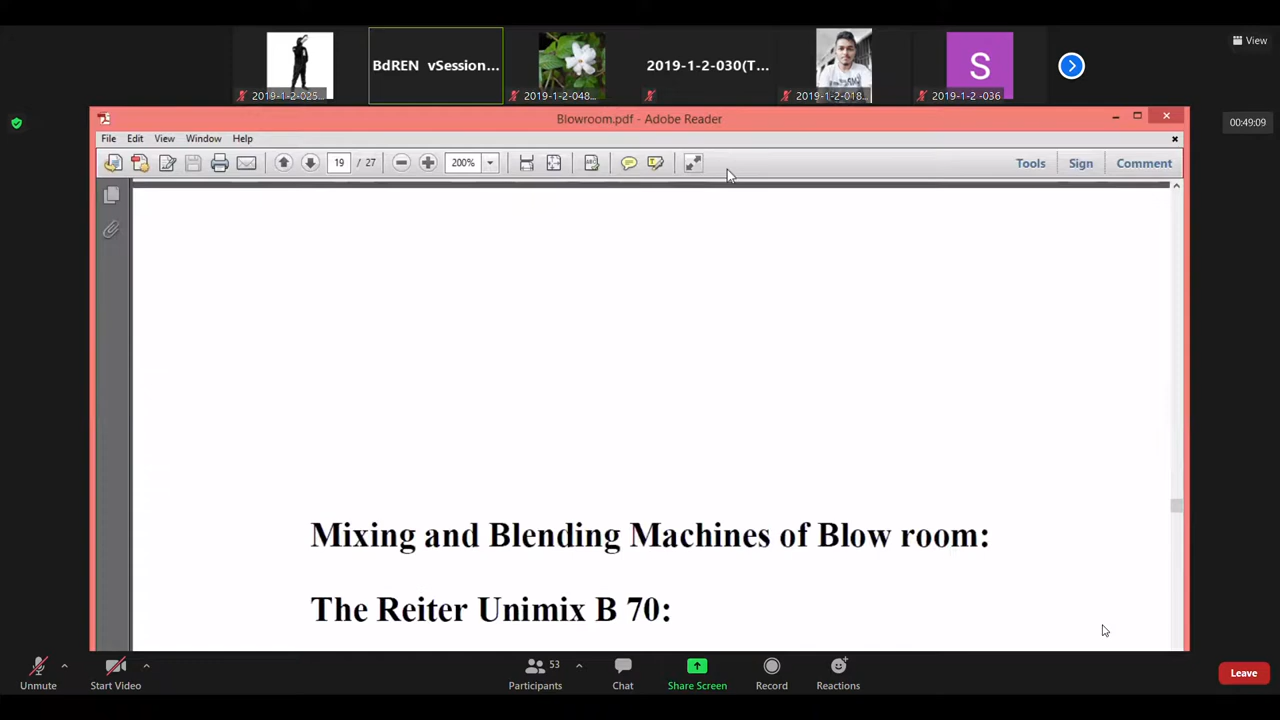 View
BdREN vSession...
2019-1-2-030(T...
S
2019-1-2-025...
2019-1-2-048...
2019-1-2-018...
2019-1-2 -036
00:49:09
Blowroom.pdf - Adobe Reader
File Edit View Window Help
19 / 27 200% Tools Sign Comment
Mixing and Blending Machines of Blow room:
The Reiter Unimix B 70:
53
Unmute Start Video Participants Chat Share Screen Record Reactions Leave